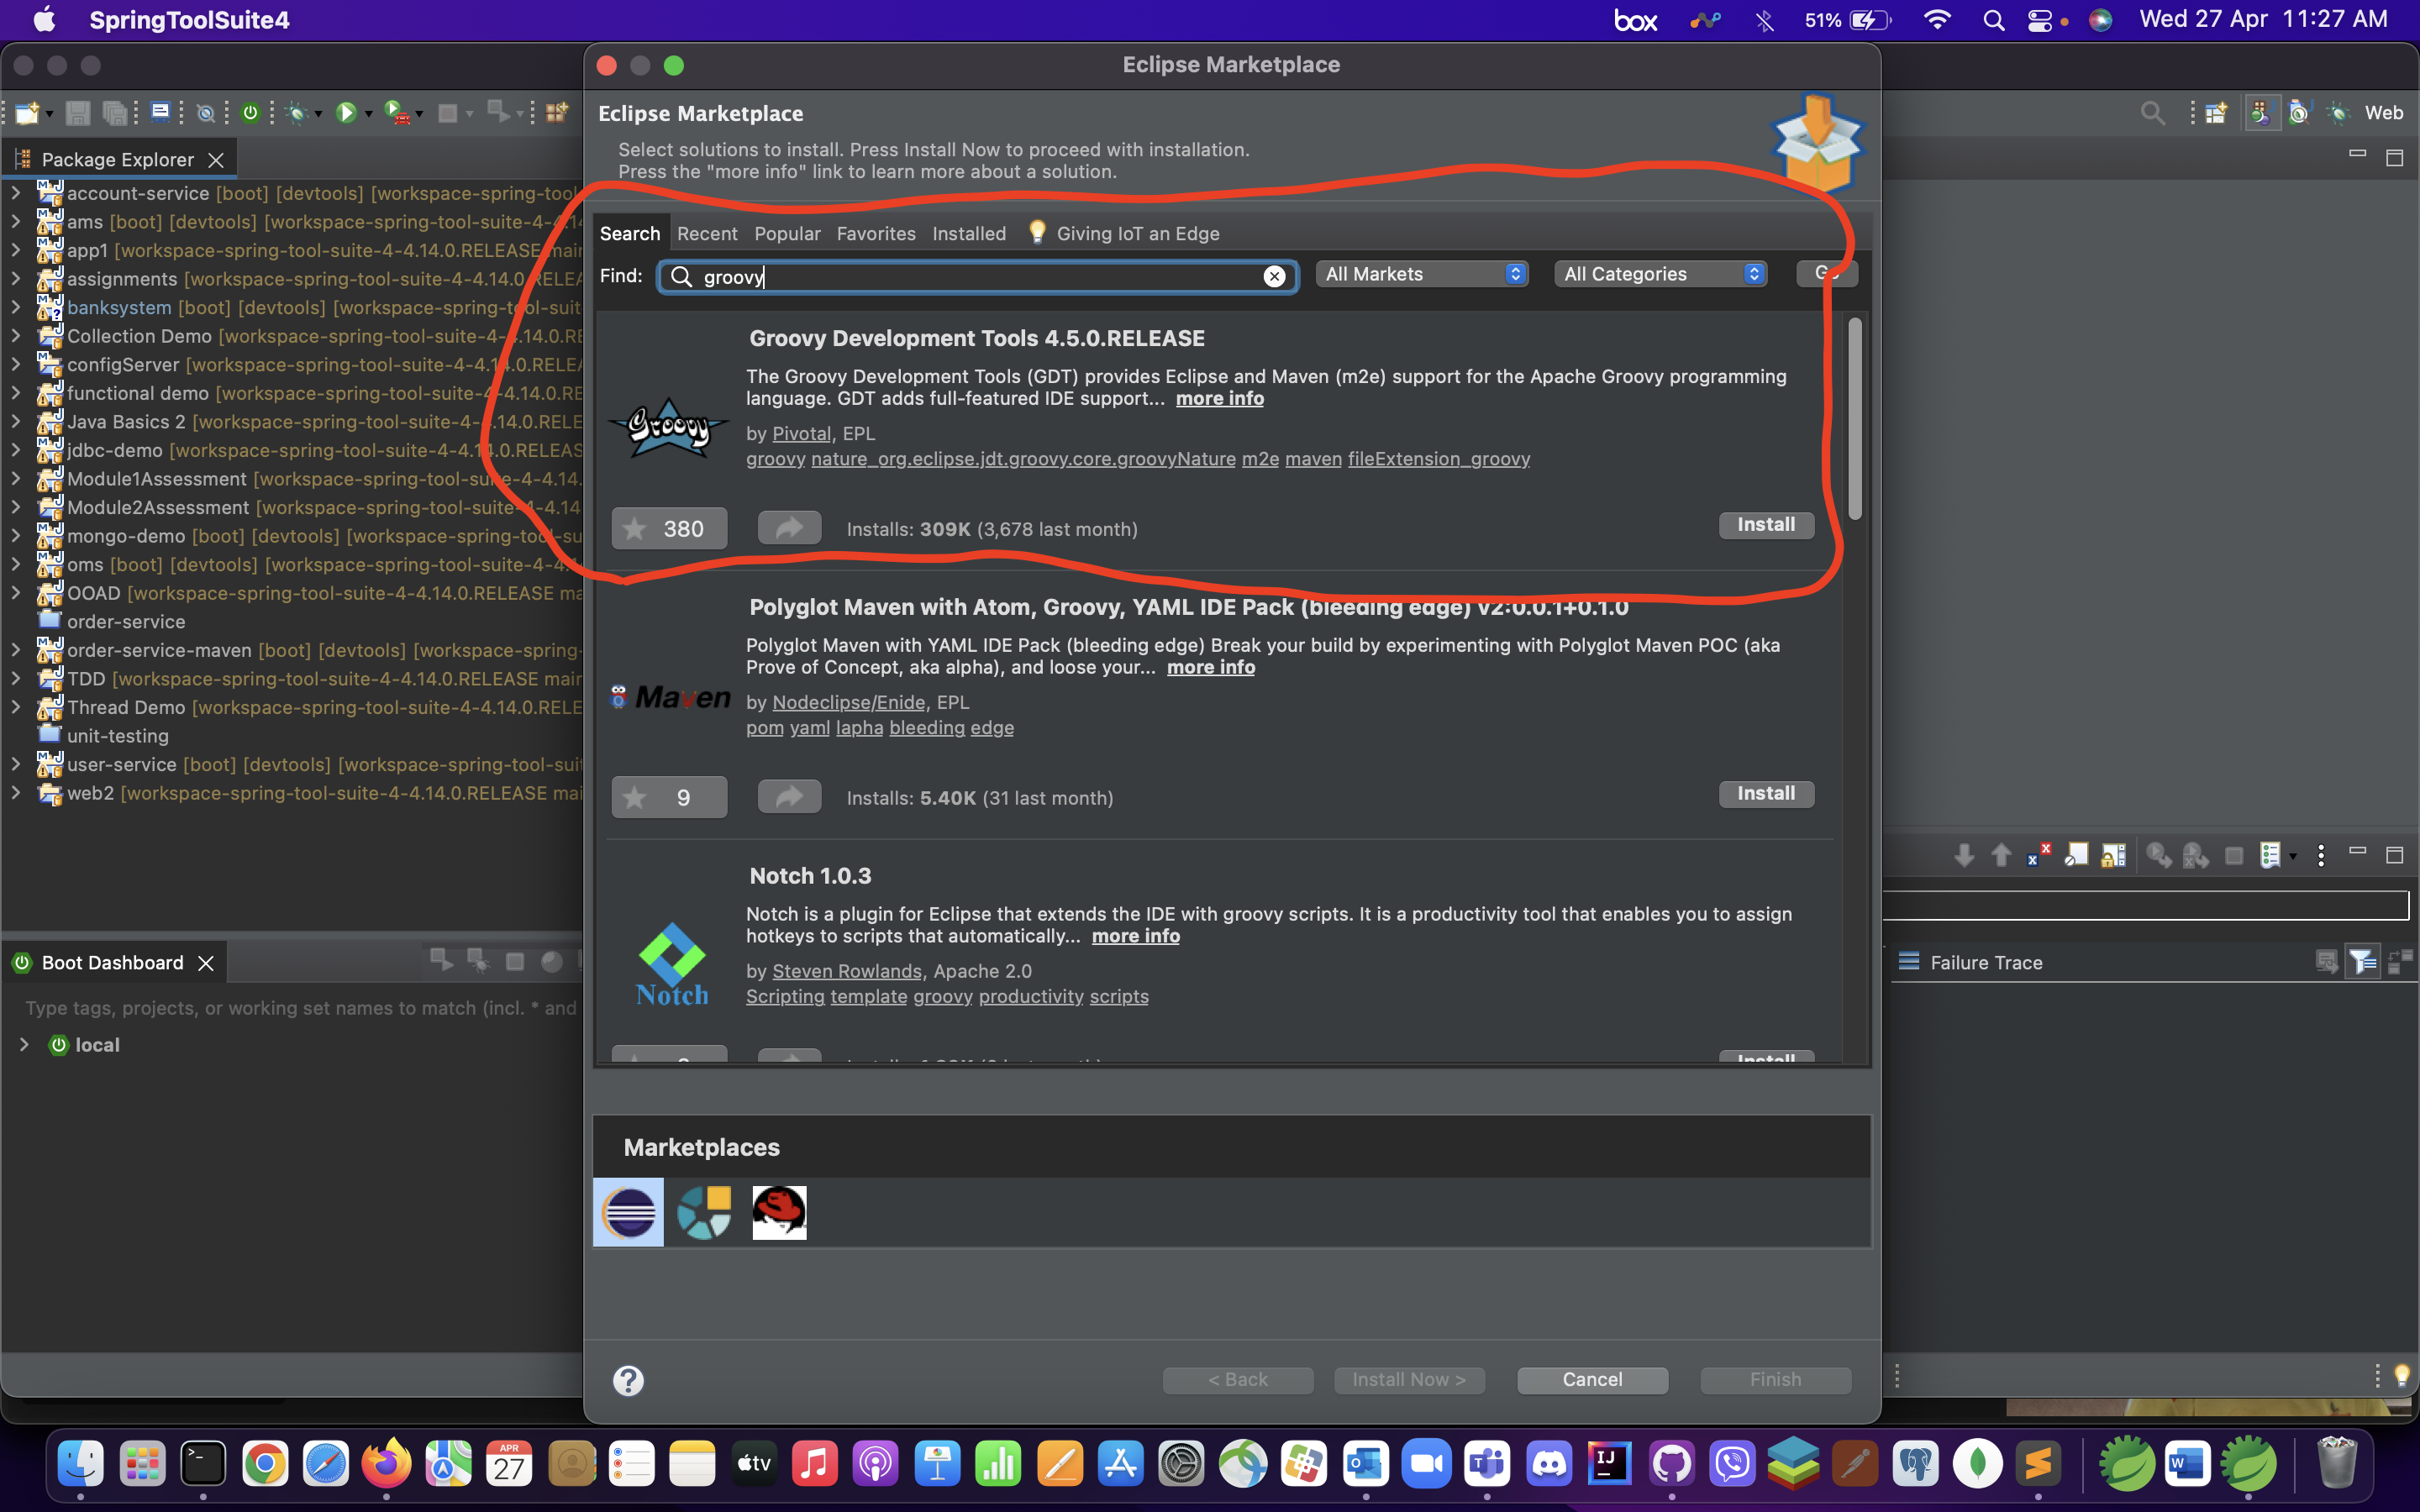 SpringToolSuite4
box
51%
Wed 27 Apr 11:27 AM
Eclipse Marketplace
Web
Eclipse Marketplace
Select solutions to install. Press Install Now to proceed with installation.
Press the "more info" link to learn more about a solution.
Package Explorer
account-service [boot] [devtools] [workspace-spring-tool
ams [boot] [devtools] [workspace-spring-tool-suite-4-4.14
app1 [workspace-spring-tool-suite-4-4.14.0.RELEASE main
assignments [workspace-spring-tool-suite-4-4.14.0.RELEA
banksystem [boot] [devtools] [workspace-spring-tool-suit
Collection Demo [workspace-spring-tool-suite-4-4.14.0.RE
configServer [workspace-spring-tool-suite-4-4.14.0.RELEA
functional demo [workspace-spring-tool-suite-4-4.14.0.RE
Java Basics 2 [workspace-spring-tool-suite-4-4.14.0.RELE
jdbc-demo [workspace-spring-tool-suite-4-4.14.0.RELEAS
Module1Assessment [workspace-spring-tool-suite-4-4.14.
Module2Assessment [workspace-spring-tool-suite-4-4.14
mongo-demo [boot] [devtools] [workspace-spring-tool-su
oms [boot] [devtools] [workspace-spring-tool-suite-4-4.1
OOAD [workspace-spring-tool-suite-4-4.14.0.RELEASE ma
order-service
order-service-maven [boot] [devtools] [workspace-spring-
TDD [workspace-spring-tool-suite-4-4.14.0.RELEASE main
Thread Demo [workspace-spring-tool-suite-4-4.14.0.RELE
unit-testing
user-service [boot] [devtools] [workspace-spring-tool-suit
web2 [workspace-spring-tool-suite-4-4.14.0.RELEASE mai
Boot Dashboard
Type tags, projects, or working set names to match (incl. * and
local
Search Recent Popular Favorites Installed Giving IoT an Edge
Find: groovy All Markets All Categories
Groovy Development Tools 4.5.0.RELEASE
The Groovy Development Tools (GDT) provides Eclipse and Maven (m2e) support for the Apache Groovy programming
language. GDT adds full-featured IDE support... more info
Groovy
by Pivotal, EPL
groovy nature_org.eclipse.jdt.groovy.core.groovyNature m2e maven fileExtension_groovy
380 Installs: 309K (3,678 last month) Install
Polyglot Maven with Atom, Groovy, YAML IDE Pack (bleeding edge) v2:0.0.1+0.1.0
Polyglot Maven with YAML IDE Pack (bleeding edge) Break your build by experimenting with Polyglot Maven POC (aka
Prove of Concept, aka alpha), and loose your... more info
Maven
by Nodeclipse/Enide, EPL
pom yaml lapha bleeding edge
9 Installs: 5.40K (31 last month) Install
Notch 1.0.3
Notch is a plugin for Eclipse that extends the IDE with groovy scripts. It is a productivity tool that enables you to assign
hotkeys to scripts that automatically... more info
Notch
by Steven Rowlands, Apache 2.0
Scripting template groovy productivity scripts
Install
Marketplaces
? < Back Install Now > Cancel Finish
Failure Trace
APR
27
tv
IJ
W